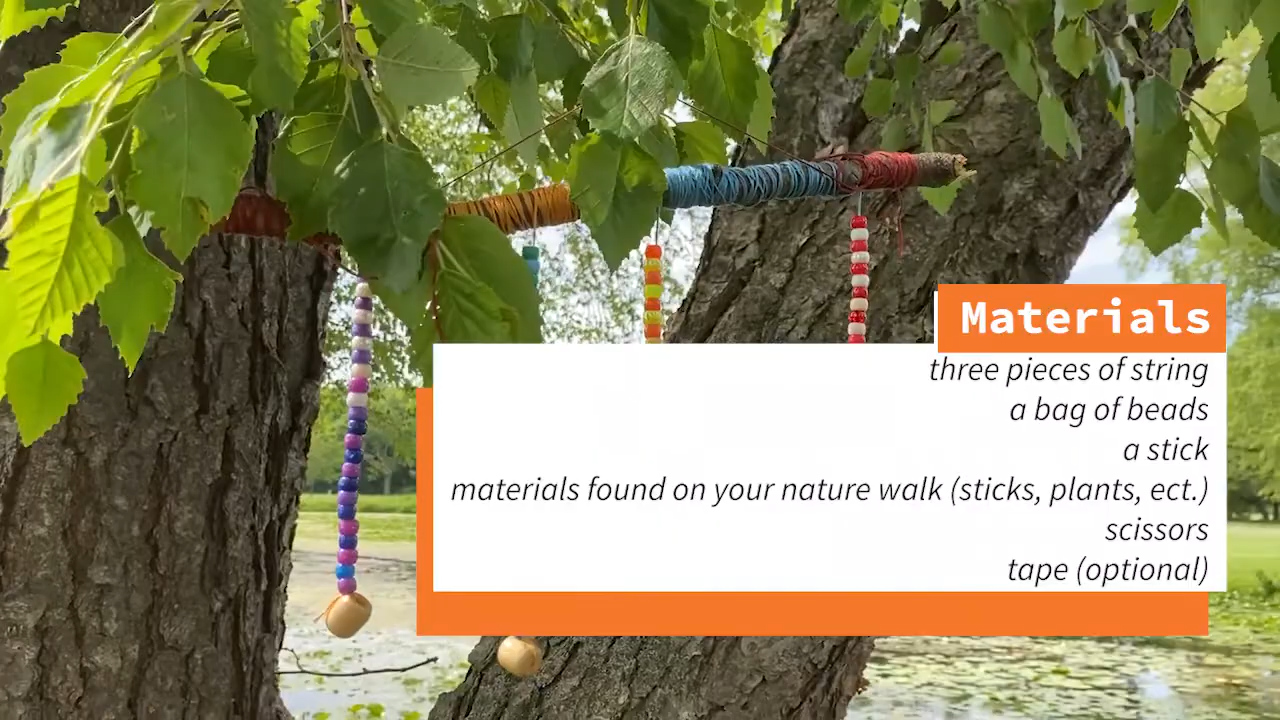 Materials
three pieces of string
a bag of beads
a stick
materials found on your nature walk (sticks, plants, ect.)
scissors
tape (optional)